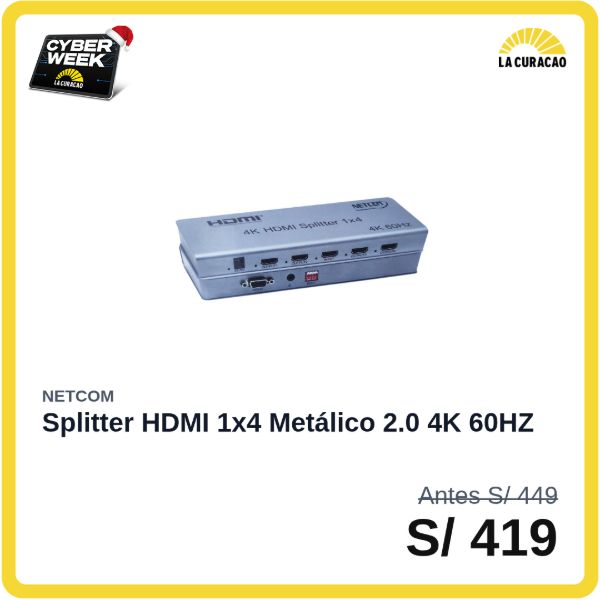 CYBER
WEEK
LA CURACAO
LA CURACAO
HDMI
NETCOM
4K HDMI Splitter 1x4
4K 60HZ
NETCOM
Splitter HDMI 1x4 Metálico 2.0 4K 60HZ
Antes S/ 449
S/ 419